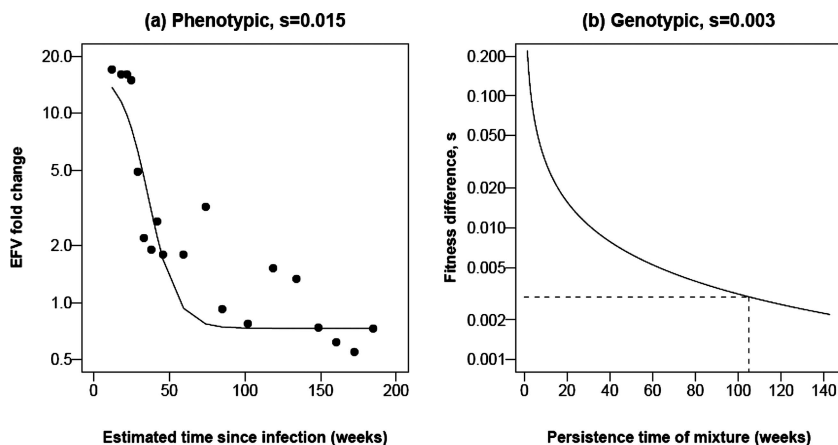 (a) Phenotypic, s=0.015
EFV fold change
20.0
10.0
5.0
2.0
1.0
0.5
0 50 100 150 200
Estimated time since infection (weeks)
(b) Genotypic, s=0.003
Fitness difference, s
0.200
0.100
0.050
0.020
0.010
0.005
0.002
0.001
0 20 40 60 80 100 120 140
Persistence time of mixture (weeks)